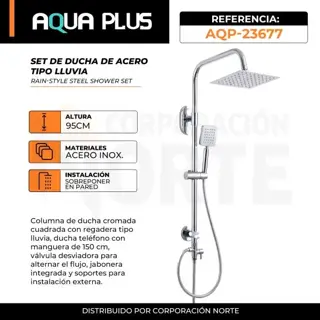 AQUA PLUS
REFERENCIA:
AQP-23677
SET DE DUCHA DE ACERO
TIPO LLUVIA
RAIN-STYLE STEEL SHOWER SET
ALTURA
95CM
MATERIALES
ACERO INOX.
INSTALACIÓN
SOBREPONER
EN PARED
CORPORACIÓN
NORTE
Columna de ducha cromada
cuadrada con regadera tipo
lluvia, ducha teléfono con
manguera de 150 cm,
válvula desviadora para
alternar el flujo, jabonera
integrada y soportes para
instalación externa.
DISTRIBUIDO POR CORPORACIÓN NORTE